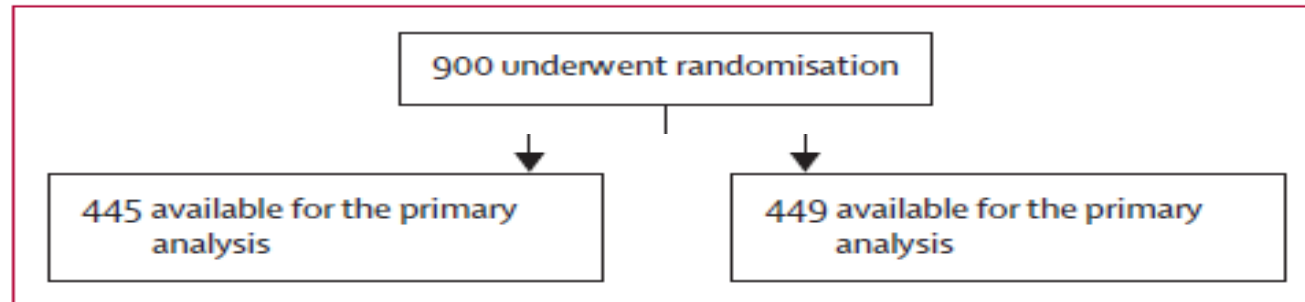 900 underwent randomisation
445 available for the primary
analysis
449 available for the primary
analysis